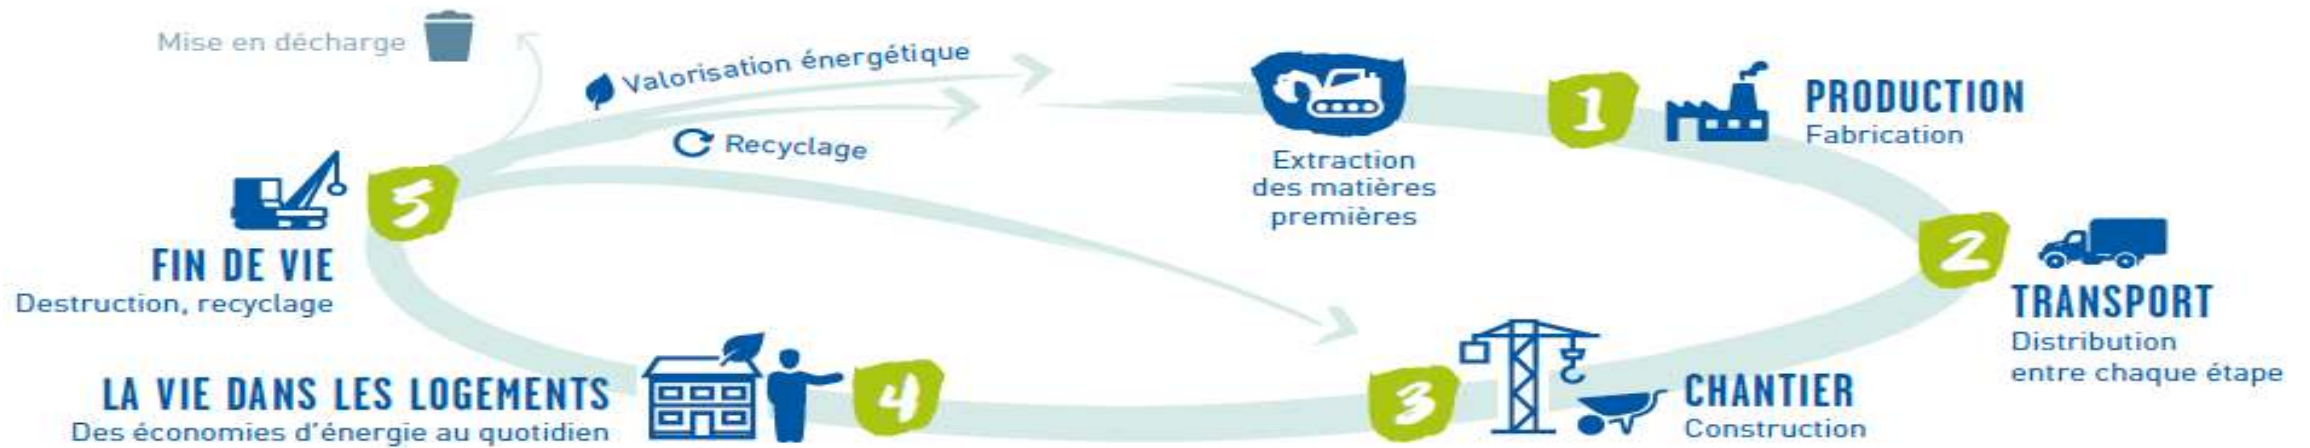 Mise en décharge
Valorisation énergétique
Recyclage
Extraction
des matières
premières
1
PRODUCTION
Fabrication
2
TRANSPORT
Distribution
entre chaque étape
3
CHANTIER
Construction
4
LA VIE DANS LES LOGEMENTS
Des économies d'énergie au quotidien
5
FIN DE VIE
Destruction, recyclage